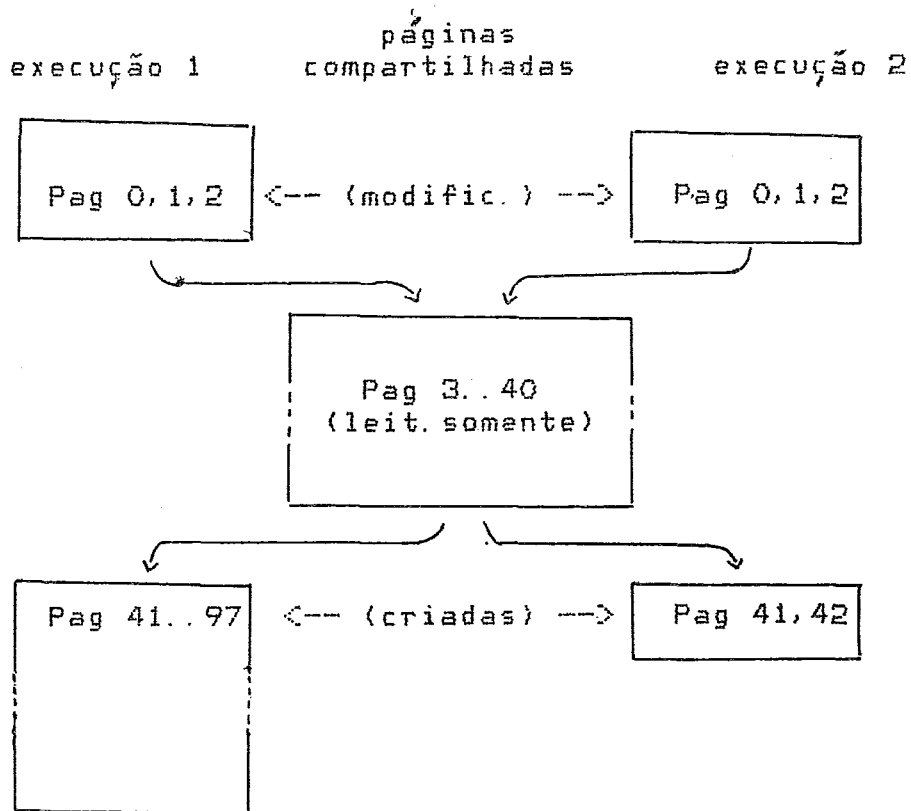 páginas
execução 1 compartilhadas execução 2
Pag 0,1,2 <-- (modific.) --> Pag 0,1,2
Pag 3..40
(leit.somente)
Pag 41..97 <-- (criadas) --> Pag 41,42